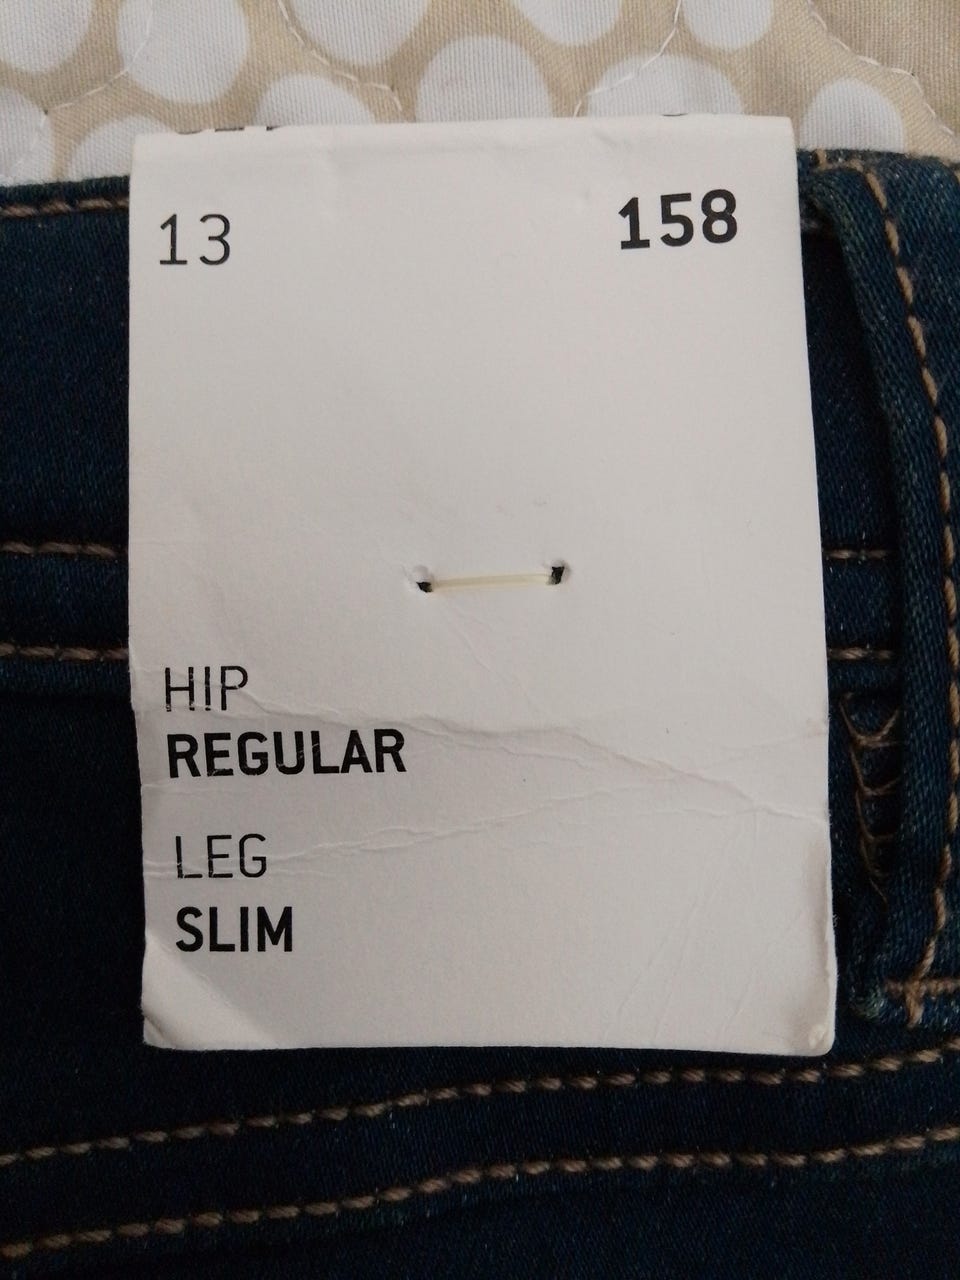 13 158
HIP
REGULAR
LEG
SLIM